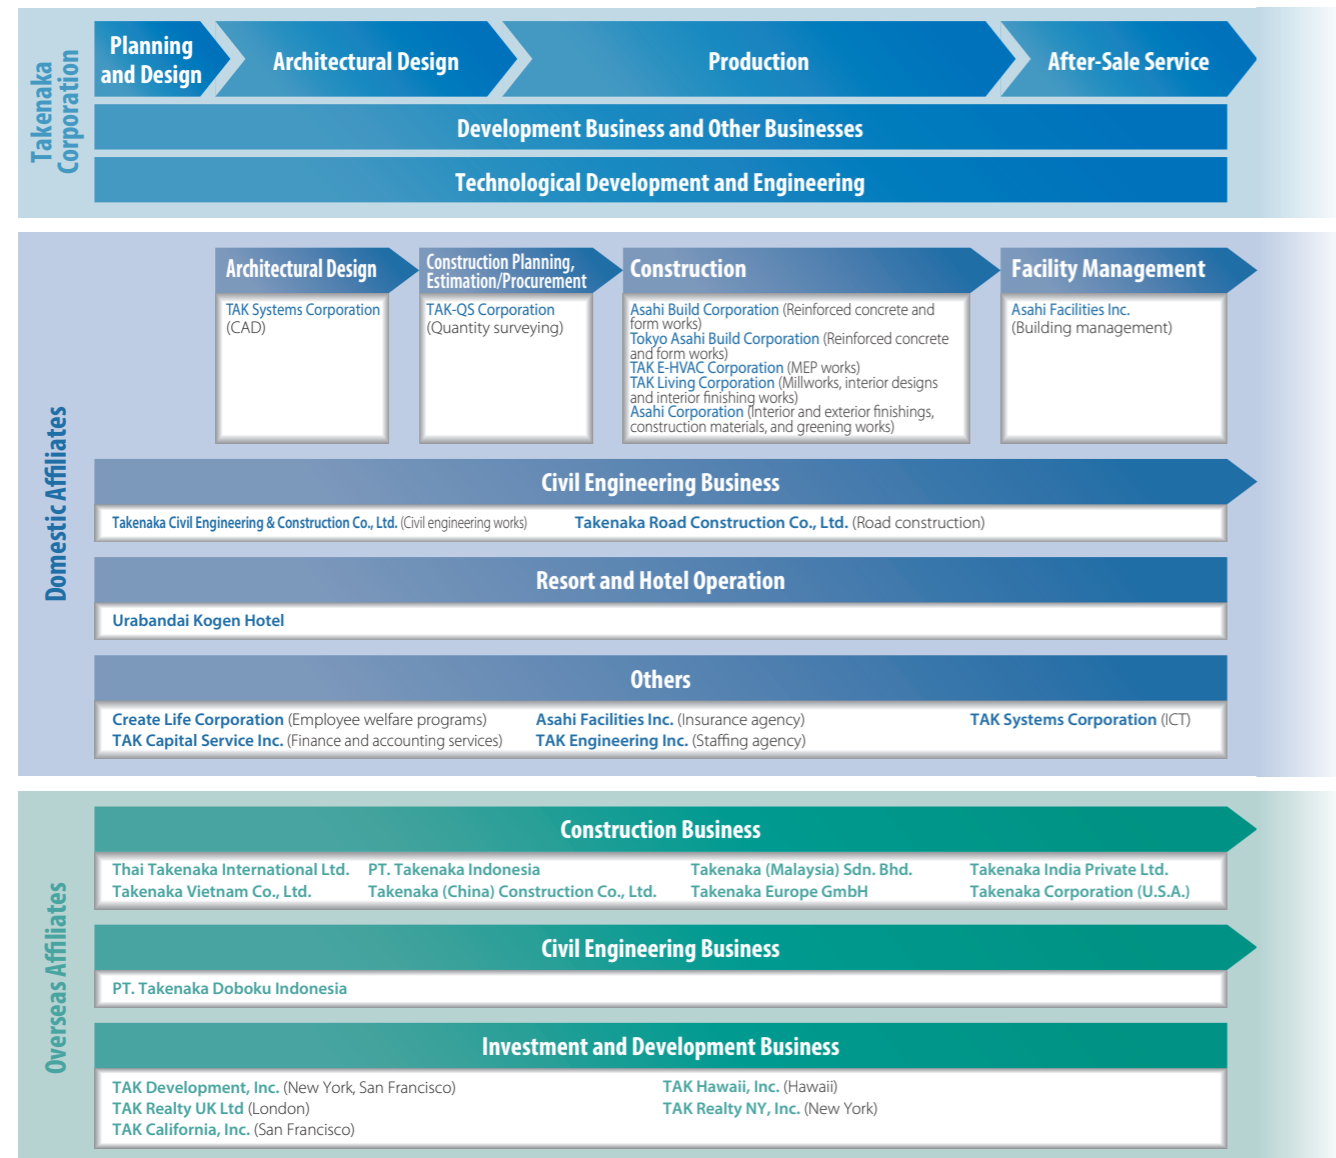 Takenaka
Corporation
Planning
and Design
Architectural Design
Production
After-Sale Service
Development Business and Other Businesses
Technological Development and Engineering
Domestic Affiliates
Architectural Design
TAK Systems Corporation
(CAD)
Construction Planning,
Estimation/Procurement
TAK-QS Corporation
(Quantity surveying)
Construction
Asahi Build Corporation (Reinforced concrete and
form works)
Tokyo Asahi Build Corporation (Reinforced concrete
and form works)
TAK E-HVAC Corporation (MEP works)
TAK Living Corporation (Millworks, interior designs
and interior finishing works)
Asahi Corporation (Interior and exterior finishings,
construction materials, and greening works)
Facility Management
Asahi Facilities Inc.
(Building management)
Civil Engineering Business
Takenaka Civil Engineering & Construction Co., Ltd. (Civil engineering works) Takenaka Road Construction Co., Ltd. (Road construction)
Resort and Hotel Operation
Urabandai Kogen Hotel
Others
Create Life Corporation (Employee welfare programs) Asahi Facilities Inc. (Insurance agency) TAK Systems Corporation (ICT)
TAK Capital Service Inc. (Finance and accounting services) TAK Engineering Inc. (Staffing agency)
Overseas Affiliates
Construction Business
Thai Takenaka International Ltd. PT. Takenaka Indonesia Takenaka (Malaysia) Sdn. Bhd. Takenaka India Private Ltd.
Takenaka Vietnam Co., Ltd. Takenaka (China) Construction Co., Ltd. Takenaka Europe GmbH Takenaka Corporation (U.S.A.)
Civil Engineering Business
PT. Takenaka Doboku Indonesia
Investment and Development Business
TAK Development, Inc. (New York, San Francisco) TAK Hawaii, Inc. (Hawaii)
TAK Realty UK Ltd (London) TAK Realty NY, Inc. (New York)
TAK California, Inc. (San Francisco)